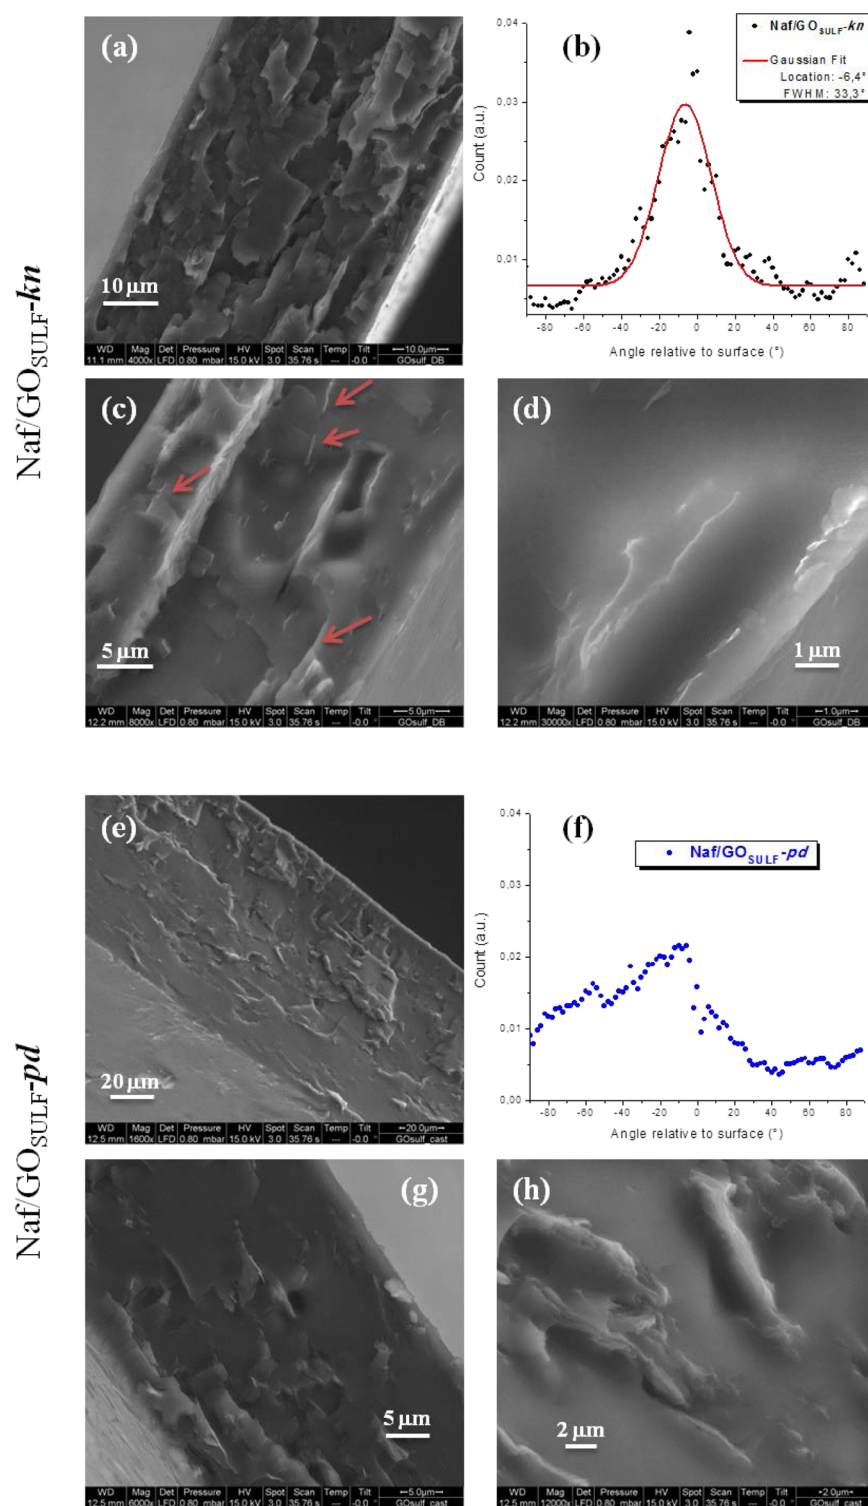 Naf/GOSULF-kn
(a)
10 μm
WD Mag Det Pressure HV Spot Scan Temp Tilt ←10.0μm→
11.1 mm 4000x LFD 0.80 mbar 15.0 kV 3.0 35.76 s --- -0.0 ° GOsulf_DB
(b)
Naf/GOSULF-kn
Gaussian Fit
Location: -6,4°
FWHM: 33,3°
Count (a.u.)
0,04
0,03
0,02
0,01
-80 -60 -40 -20 0 20 40 60 80
Angle relative to surface (°)
(c)
5 μm
WD Mag Det Pressure HV Spot Scan Temp Tilt ←5.0μm→
12.2 mm 8000x LFD 0.80 mbar 15.0 kV 3.0 35.76 s --- -0.0 ° GOsulf_DB
(d)
1 μm
WD Mag Det Pressure HV Spot Scan Temp Tilt ←1.0μm→
12.2 mm 30000x LFD 0.80 mbar 15.0 kV 3.0 35.76 s --- -0.0 ° GOsulf_DB
Naf/GOSULF-pd
(e)
20 μm
WD Mag Det Pressure HV Spot Scan Temp Tilt ←20.0μm→
12.5 mm 1600x LFD 0.80 mbar 15.0 kV 3.0 35.76 s --- -0.0 ° GOsulf_cast
(f)
Naf/GOSULF-pd
Count (a.u.)
0,04
0,03
0,02
0,01
0,00
-80 -60 -40 -20 0 20 40 60 80
Angle relative to surface (°)
(g)
5 μm
WD Mag Det Pressure HV Spot Scan Temp Tilt ←5.0μm→
12.5 mm 6000x LFD 0.80 mbar 15.0 kV 3.0 35.76 s --- -0.0 ° GOsulf_cast
(h)
2 μm
WD Mag Det Pressure HV Spot Scan Temp Tilt ←2.0μm→
12.5 mm 12000x LFD 0.80 mbar 15.0 kV 3.0 35.76 s --- -0.0 ° GOsulf_cast